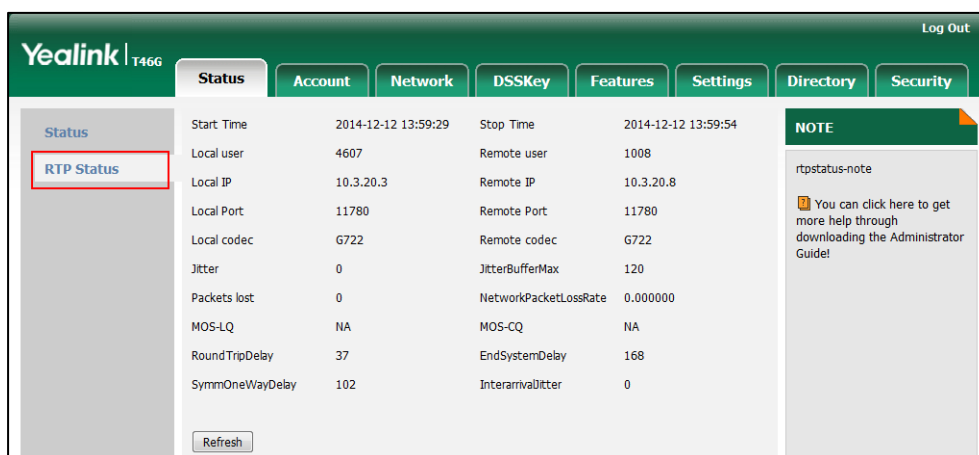 Log Out
Yealink T46G
Status Account Network DSSKey Features Settings Directory Security
Status
RTP Status
Start Time 2014-12-12 13:59:29 Stop Time 2014-12-12 13:59:54
Local user 4607 Remote user 1008
Local IP 10.3.20.3 Remote IP 10.3.20.8
Local Port 11780 Remote Port 11780
Local codec G722 Remote codec G722
Jitter 0 JitterBufferMax 120
Packets lost 0 NetworkPacketLossRate 0.000000
MOS-LQ NA MOS-CQ NA
RoundTripDelay 37 EndSystemDelay 168
SymmOneWayDelay 102 InterarrivalJitter 0
Refresh
NOTE
rtpstatus-note
You can click here to get
more help through
downloading the Administrator
Guide!